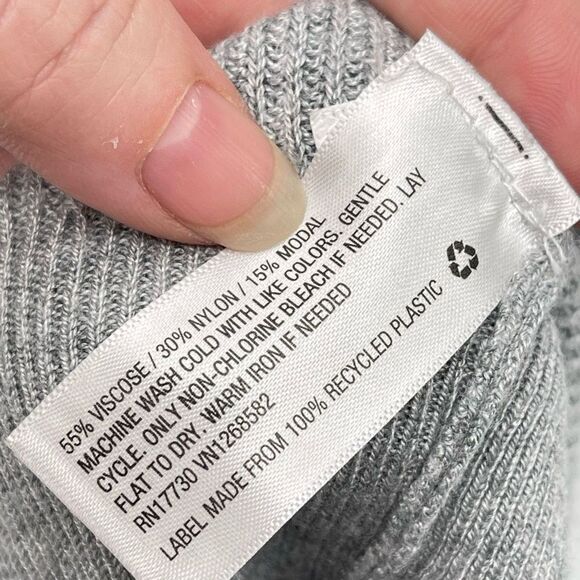 55% VISCOSE / 30% NYLON / 15% MODAL
MACHINE WASH COLD WITH LIKE COLORS. GENTLE
CYCLE. ONLY NON-CHLORINE BLEACH IF NEEDED. LAY
FLAT TO DRY. WARM IRON IF NEEDED
RN17730 VN1268582
LABEL MADE FROM 100% RECYCLED PLASTIC